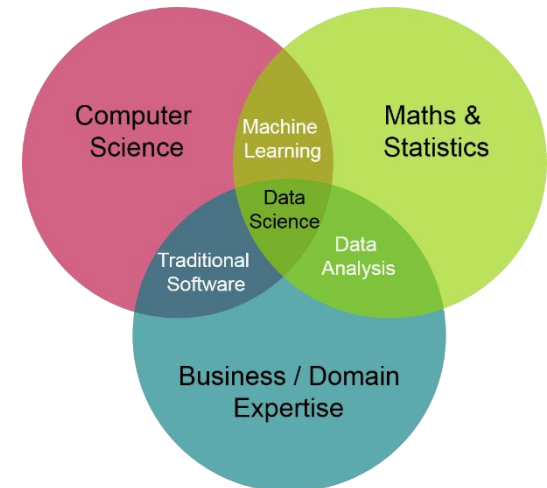 Computer
Science
Machine
Learning
Maths &
Statistics
Data
Science
Traditional
Software
Data
Analysis
Business / Domain
Expertise